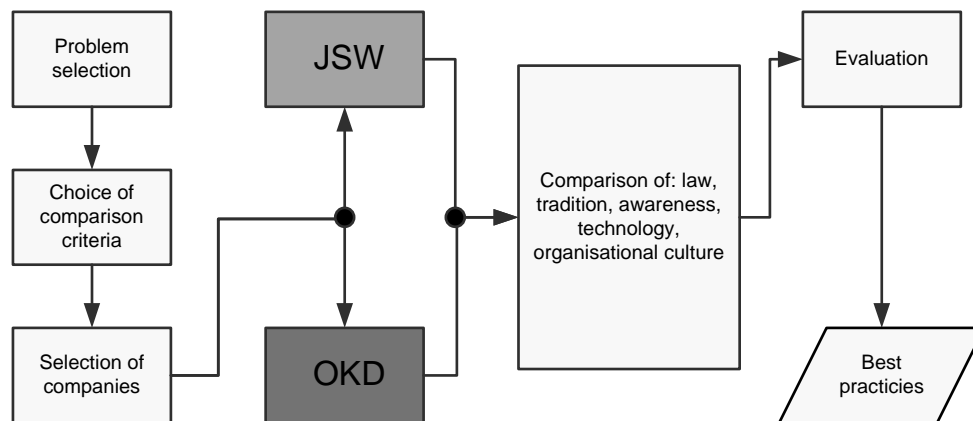 Problem
selection
Choice of
comparison
criteria
Selection of
companies
JSW
OKD
Comparison of: law,
tradition, awareness,
technology,
organisational culture
Evaluation
Best
practicies